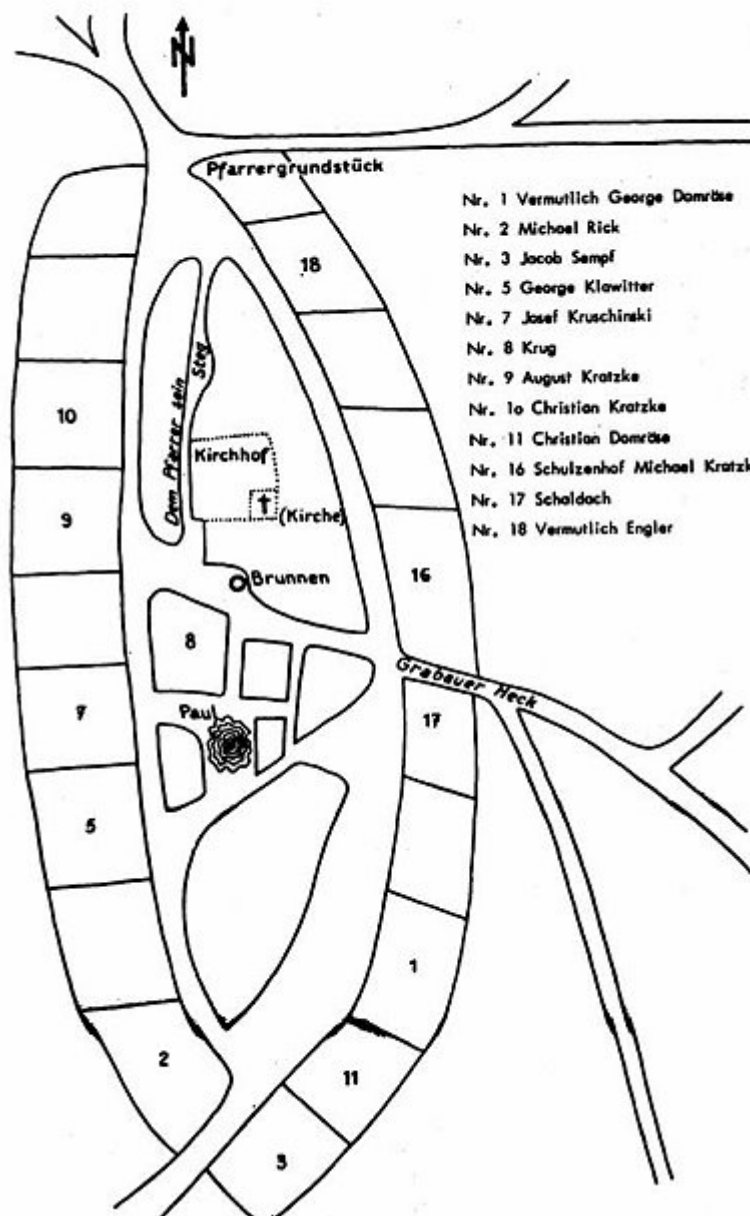 N
Pfarrergrundstück
Nr. 1 Vermutlich George Domröse
Nr. 2 Michael Rick
Nr. 3 Jacob Sempf
Nr. 5 George Klawitter
Nr. 7 Josef Kruschinski
Nr. 8 Krug
Nr. 9 August Kratzke
Nr. 1o Christian Kratzke
Nr. 11 Christian Domröse
Nr. 16 Schulzenhof Michael Kratzk
Nr. 17 Schaldach
Nr. 18 Vermutlich Engler
18
10
Dem Pfarrer sein Steg
Kirchhof
(Kirche)
9
16
Brunnen
8
Grabauer Heck
7
Paul
17
5
1
2
11
3